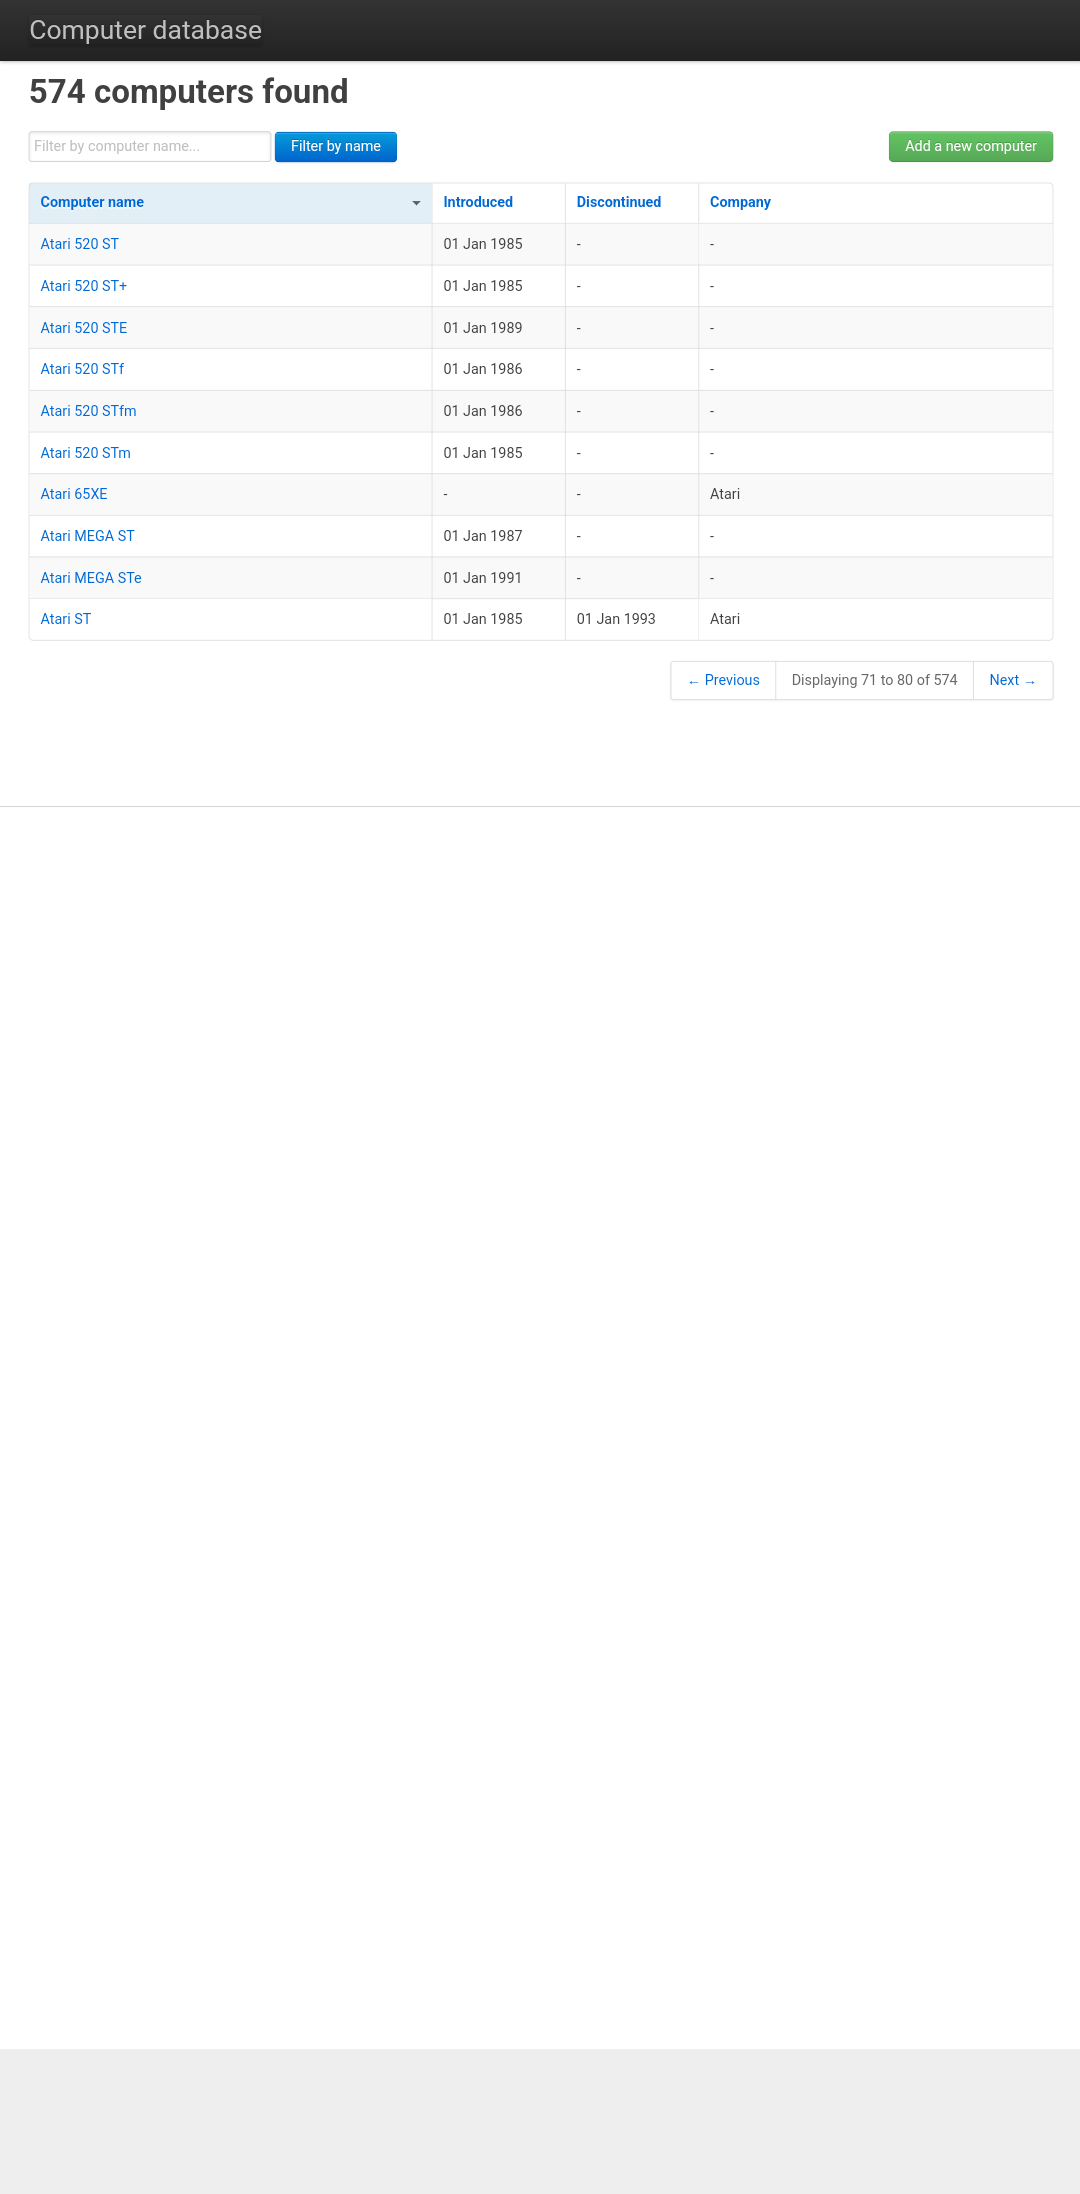 Computer database
574 computers found
Filter by computer name... Filter by name Add a new computer
Computer name Introduced Discontinued Company
Atari 520 ST 01 Jan 1985 - -
Atari 520 ST+ 01 Jan 1985 - -
Atari 520 STE 01 Jan 1989 - -
Atari 520 STf 01 Jan 1986 - -
Atari 520 STfm 01 Jan 1986 - -
Atari 520 STm 01 Jan 1985 - -
Atari 65XE - - Atari
Atari MEGA ST 01 Jan 1987 - -
Atari MEGA STe 01 Jan 1991 - -
Atari ST 01 Jan 1985 01 Jan 1993 Atari
← Previous Displaying 71 to 80 of 574 Next →